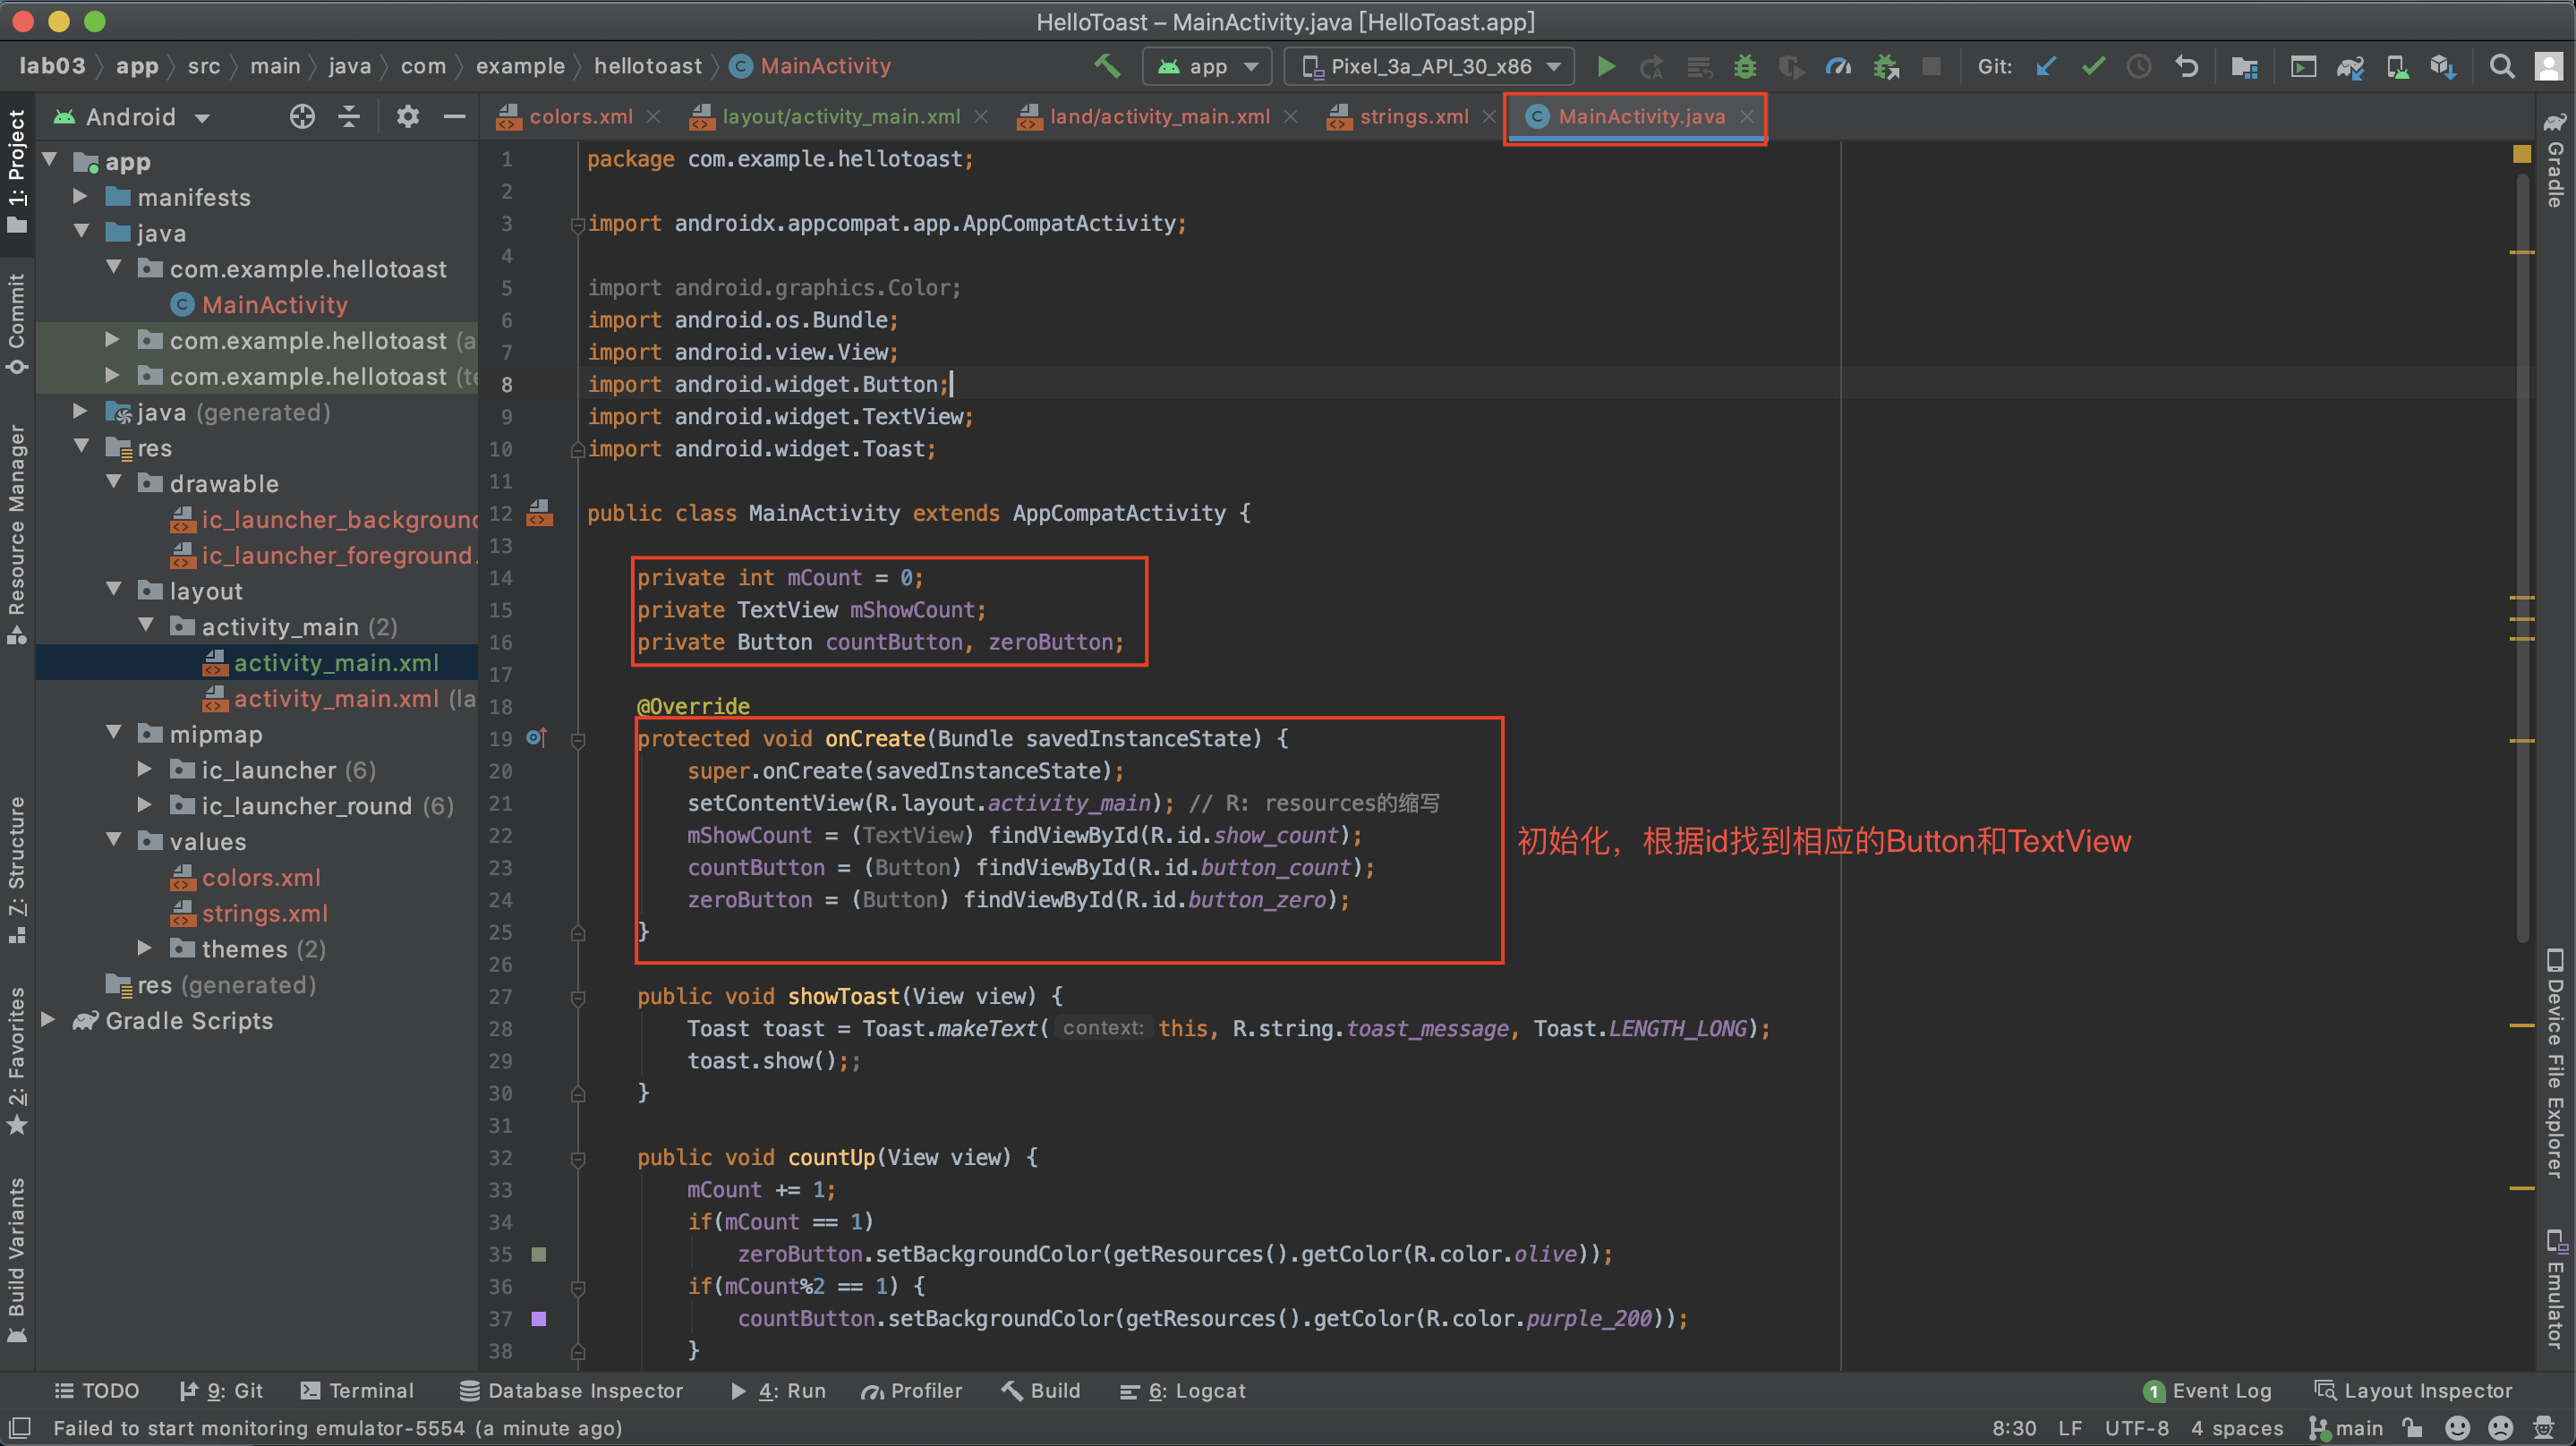 HelloToast – MainActivity.java [HelloToast.app]
lab03 app src main java com example hellotoast MainActivity
app Pixel_3a_API_30_x86 Git:
Android
colors.xml layout/activity_main.xml land/activity_main.xml strings.xml MainActivity.java
1: Project
Commit
Resource Manager
7: Structure
2: Favorites
Build Variants
app
manifests
java
com.example.hellotoast
MainActivity
com.example.hellotoast (a
com.example.hellotoast (te
java (generated)
res
drawable
ic_launcher_background
ic_launcher_foreground.
layout
activity_main (2)
activity_main.xml
activity_main.xml (la
mipmap
ic_launcher (6)
ic_launcher_round (6)
values
colors.xml
strings.xml
themes (2)
res (generated)
Gradle Scripts
1 package com.example.hellotoast;
2
3 import androidx.appcompat.app.AppCompatActivity;
4
5 import android.graphics.Color;
6 import android.os.Bundle;
7 import android.view.View;
8 import android.widget.Button;
9 import android.widget.TextView;
10 import android.widget.Toast;
11
12 public class MainActivity extends AppCompatActivity {
13
14 private int mCount = 0;
15 private TextView mShowCount;
16 private Button countButton, zeroButton;
17
18 @Override
19 protected void onCreate(Bundle savedInstanceState) {
20 super.onCreate(savedInstanceState);
21 setContentView(R.layout.activity_main); // R: resources的缩写
22 mShowCount = (TextView) findViewById(R.id.show_count);
初始化，根据id找到相应的Button和TextView
23 countButton = (Button) findViewById(R.id.button_count);
24 zeroButton = (Button) findViewById(R.id.button_zero);
25 }
26
27 public void showToast(View view) {
28 Toast toast = Toast.makeText( context: this, R.string.toast_message, Toast.LENGTH_LONG);
29 toast.show();;
30 }
31
32 public void countUp(View view) {
33 mCount += 1;
34 if(mCount == 1)
35 zeroButton.setBackgroundColor(getResources().getColor(R.color.olive));
36 if(mCount%2 == 1) {
37 countButton.setBackgroundColor(getResources().getColor(R.color.purple_200));
38 }
Gradle
Device File Explorer
Emulator
TODO 9: Git Terminal Database Inspector 4: Run Profiler Build 6: Logcat 1 Event Log Layout Inspector
Failed to start monitoring emulator-5554 (a minute ago) 8:30 LF UTF-8 4 spaces main